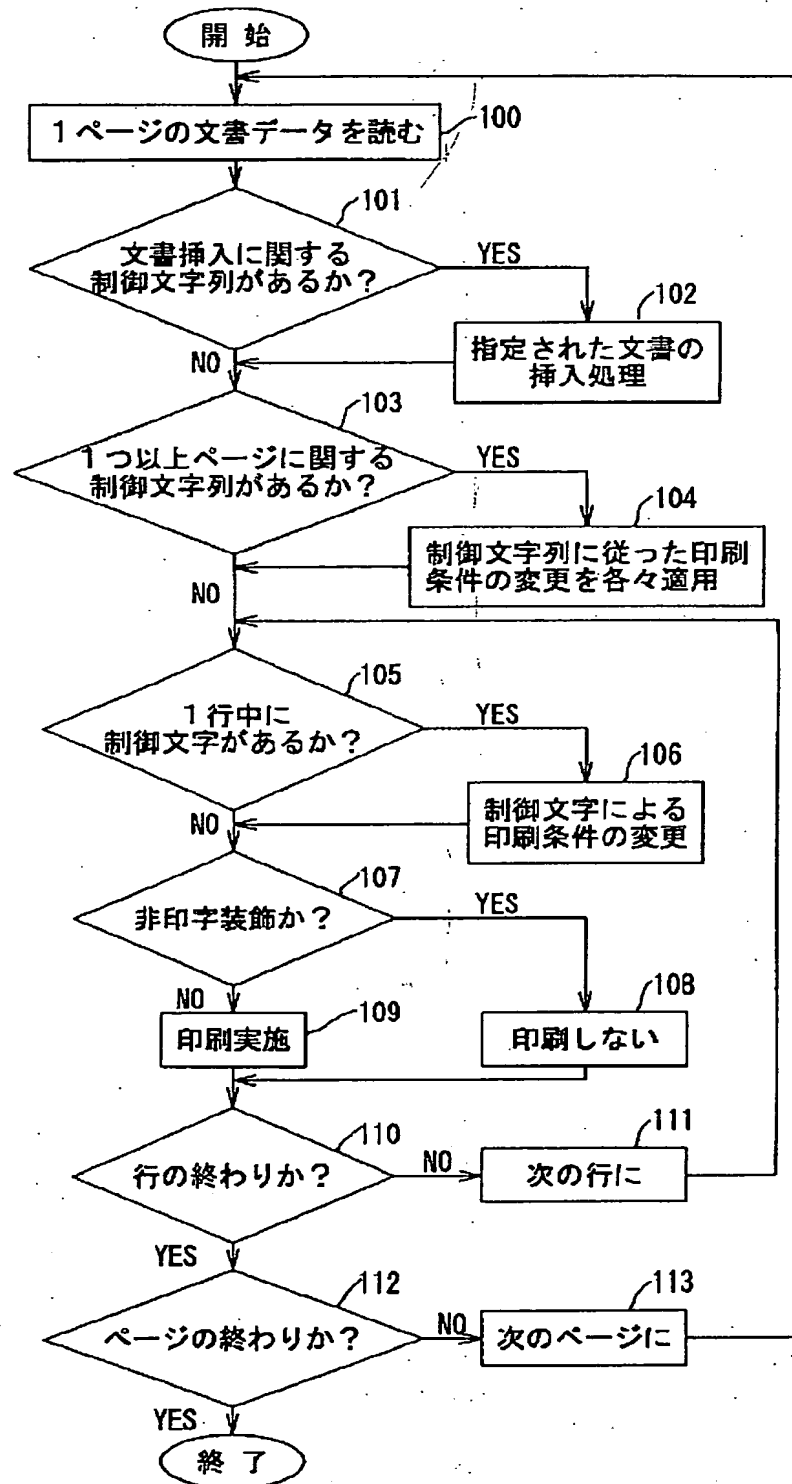 開 始
1ページの文書データを読む
100
101
文書挿入に関する
制御文字列があるか?
YES
102
指定された文書の
挿入処理
NO
103
1つ以上ページに関する
制御文字列があるか?
YES
104
制御文字列に従った印刷
条件の変更を各々適用
NO
105
1行中に
制御文字があるか?
YES
106
制御文字による
印刷条件の変更
NO
107
非印字装飾か?
YES
NO
109
印刷実施
108
印刷しない
110
行の終わりか?
NO
111
次の行に
YES
112
ページの終わりか?
NO
113
次のページに
YES
終 了